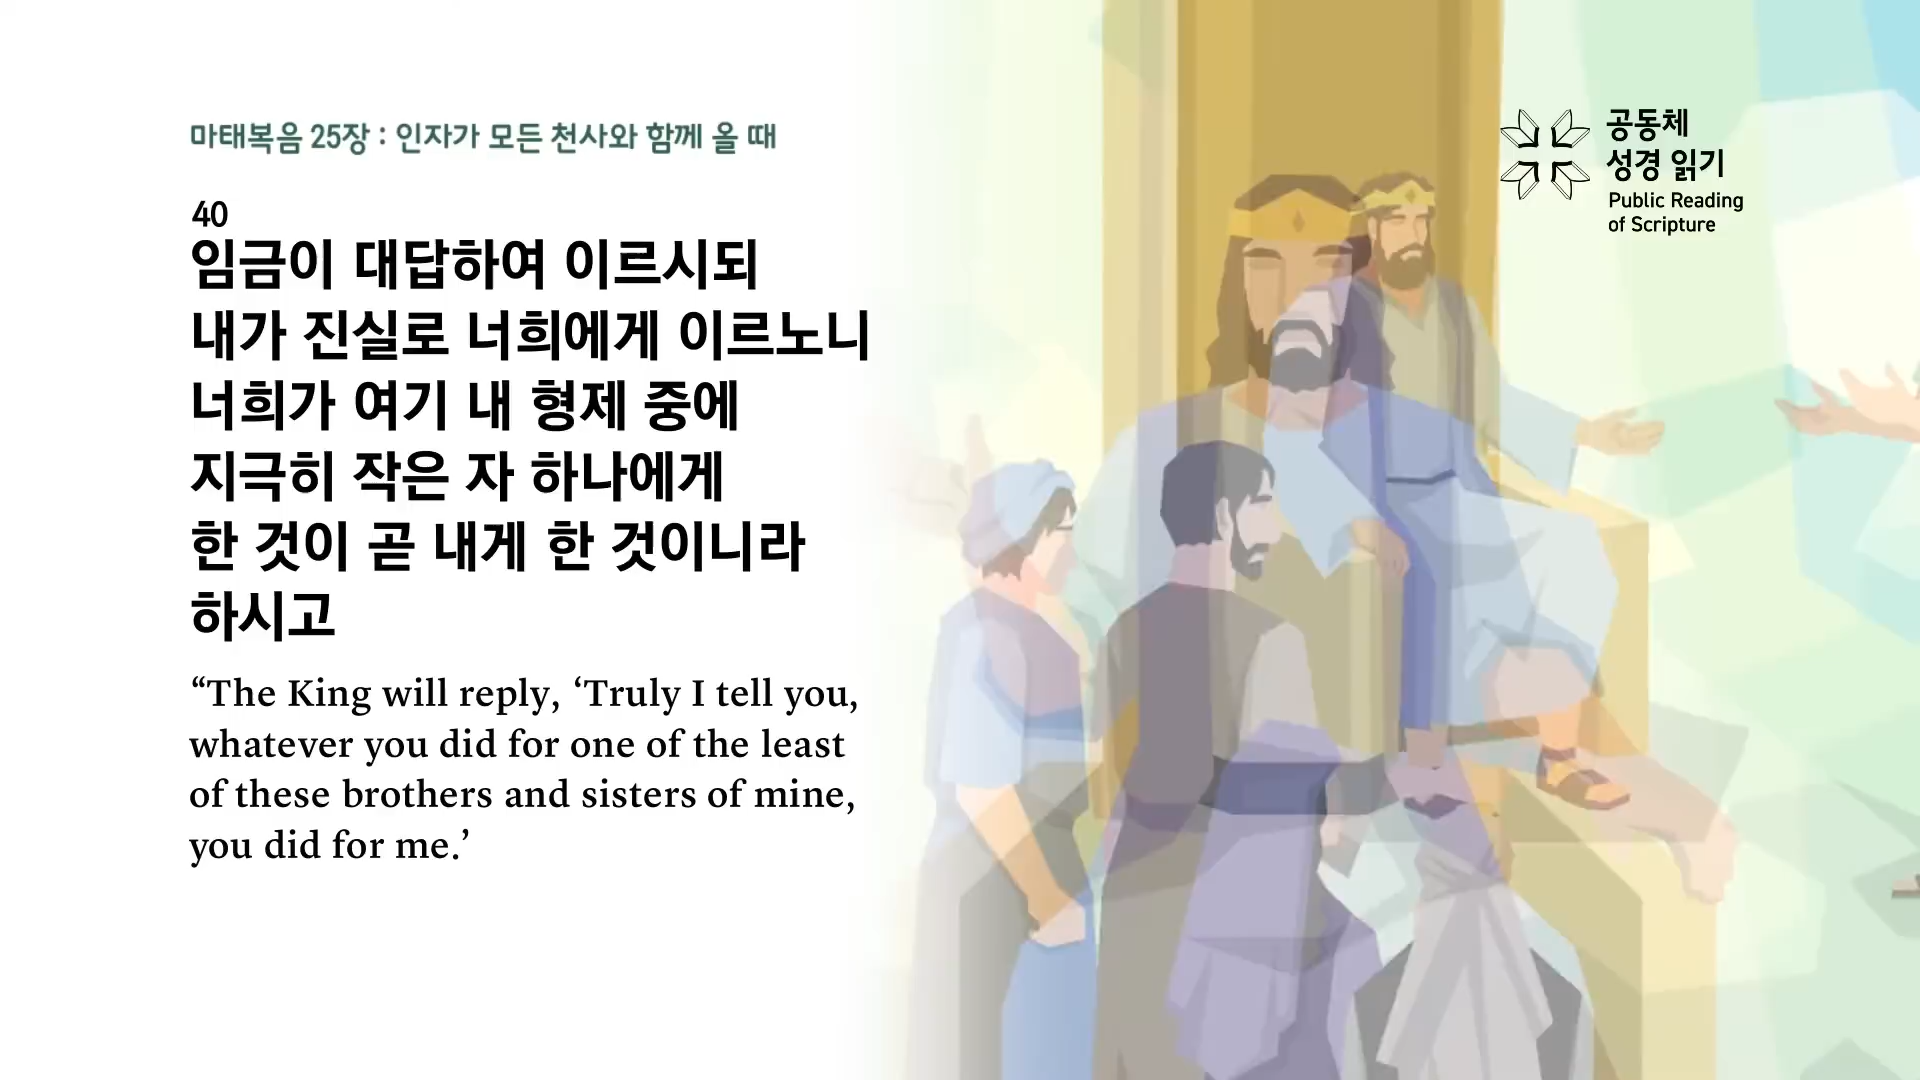 마태복음 25장 : 인자가 모든 천사와 함께 올 때
40
임금이 대답하여 이르시되
내가 진실로 너희에게 이르노니
너희가 여기 내 형제 중에
지극히 작은 자 하나에게
한 것이 곧 내게 한 것이니라
하시고
“The King will reply, ‘Truly I tell you,
whatever you did for one of the least
of these brothers and sisters of mine,
you did for me.’
공동체
성경 읽기
Public Reading
of Scripture